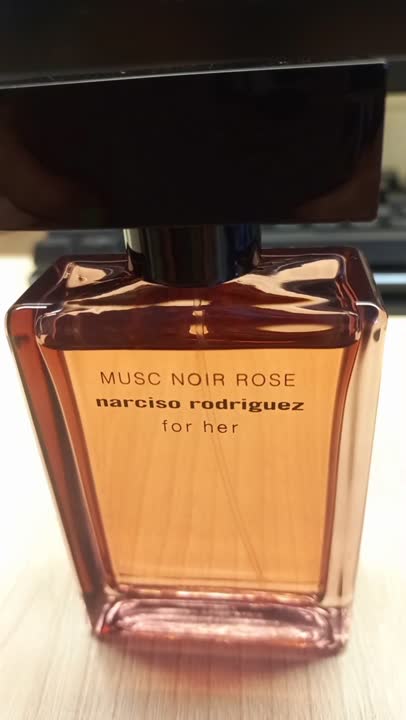 MUSC NOIR ROSE
narciso rodriguez
for her